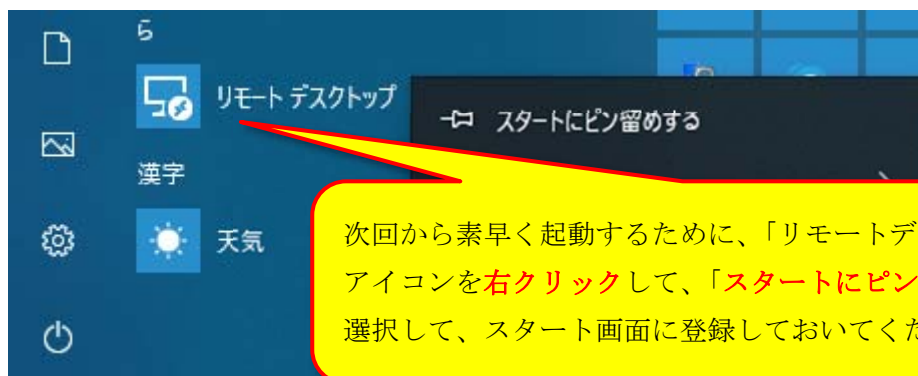 ら
リモート デスクトップ
スタートにピン留めする
漢字
天気
次回から素早く起動するために、「リモートデ
アイコンを右クリックして、「スタートにピン
選択して、スタート画面に登録しておいてくだ